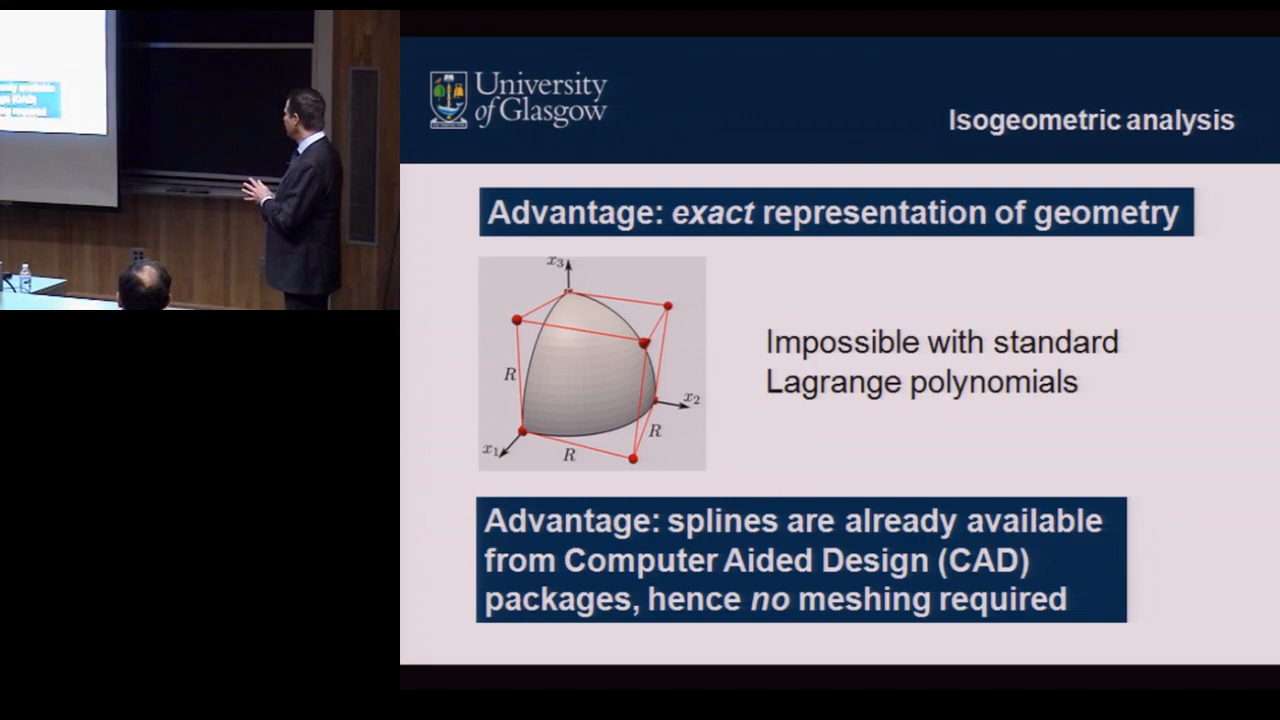 University
of Glasgow
Isogeometric analysis
Advantage: exact representation of geometry
x3
R
x2
R
x1
R
Impossible with standard
Lagrange polynomials
Advantage: splines are already available
from Computer Aided Design (CAD)
packages, hence no meshing required